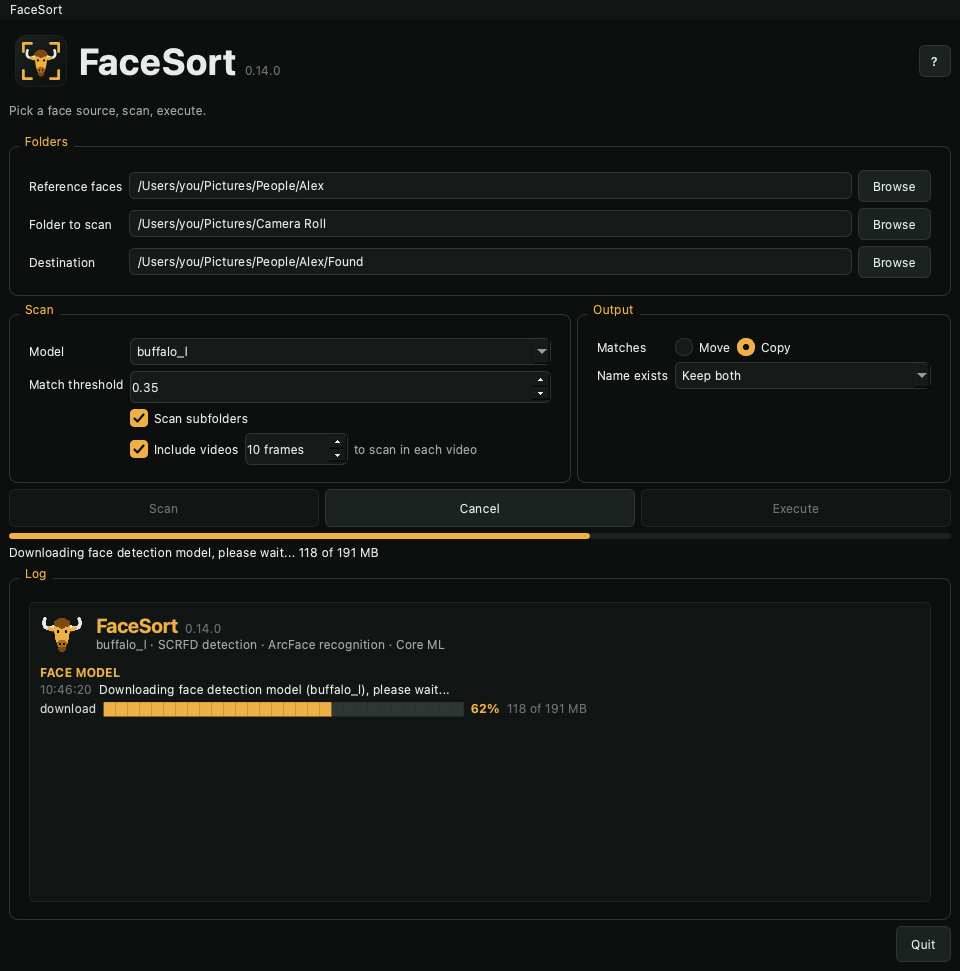 FaceSort
FaceSort 0.14.0
?
Pick a face source, scan, execute.
Folders
Reference faces /Users/you/Pictures/People/Alex Browse
Folder to scan /Users/you/Pictures/Camera Roll Browse
Destination /Users/you/Pictures/People/Alex/Found Browse
Scan
Model buffalo_l
Match threshold 0.35
Scan subfolders
Include videos 10 frames to scan in each video
Output
Matches Move Copy
Name exists Keep both
Scan Cancel Execute
Downloading face detection model, please wait... 118 of 191 MB
Log
FaceSort 0.14.0
buffalo_l · SCRFD detection · ArcFace recognition · Core ML
FACE MODEL
10:46:20 Downloading face detection model (buffalo_l), please wait...
download 62% 118 of 191 MB
Quit